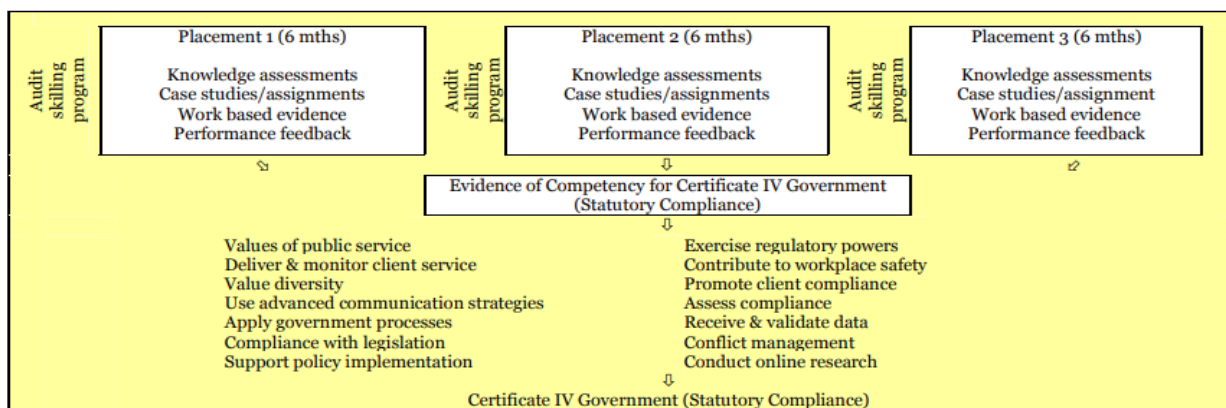 Audit skilling program
Placement 1 (6 mths)
Knowledge assessments
Case studies/assignments
Work based evidence
Performance feedback
Audit skilling program
Placement 2 (6 mths)
Knowledge assessments
Case studies/assignments
Work based evidence
Performance feedback
Audit skilling program
Placement 3 (6 mths)
Knowledge assessments
Case studies/assignment
Work based evidence
Performance feedback
Evidence of Competency for Certificate IV Government
(Statutory Compliance)
Values of public service
Deliver & monitor client service
Value diversity
Use advanced communication strategies
Apply government processes
Compliance with legislation
Support policy implementation
Exercise regulatory powers
Contribute to workplace safety
Promote client compliance
Assess compliance
Receive & validate data
Conflict management
Conduct online research
Certificate IV Government (Statutory Compliance)